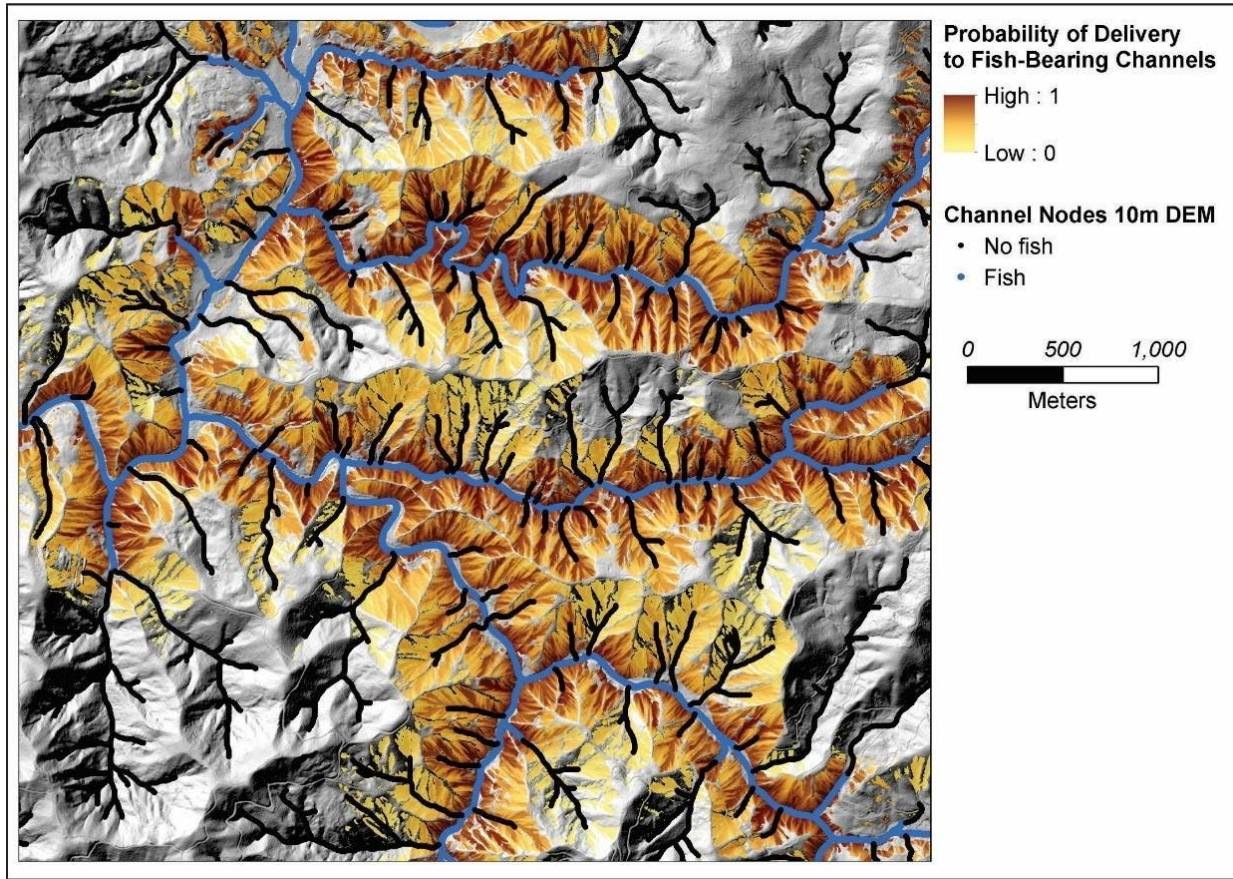 Probability of Delivery
to Fish-Bearing Channels
High : 1
Low : 0
Channel Nodes 10m DEM
No fish
Fish
0 500 1,000
Meters